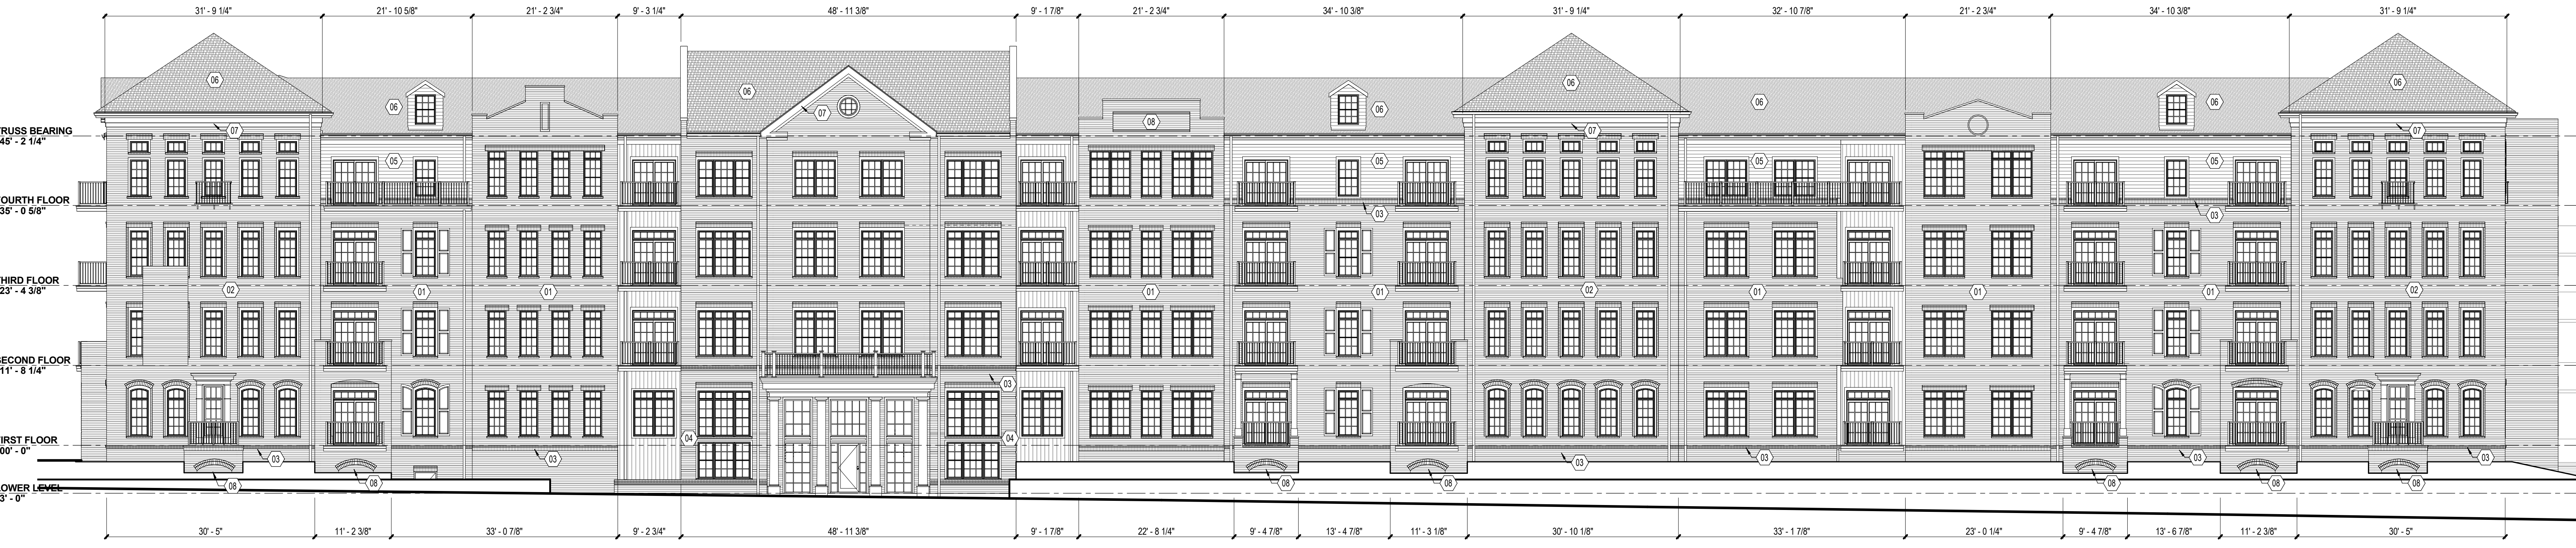 31' - 9 1/4" 21' - 10 5/8" 21' - 2 3/4" 9' - 3 1/4" 48' - 11 3/8" 9' - 1 7/8" 21' - 2 3/4" 34' - 10 3/8" 31' - 9 1/4" 32' - 10 7/8" 21' - 2 3/4" 34' - 10 3/8" 31' - 9 1/4"
06 06 06 06 06 06 06 06
06 07 08
RUSS BEARING 07 07 07
45' - 2 1/4"
05 05 05 05
OURTH FLOOR
35' - 0 5/8" 03 03
HIRD FLOOR
23' - 4 3/8" 02 01 01 01 01 02 01 01 01 02
ECOND FLOOR
11' - 8 1/4"
03
IRST FLOOR 04 04
00' - 0" 03 03 03 03 03 03
OWER LEVEL 08 08 08 08 08 08 08
3' - 0"
30' - 5" 11' - 2 3/8" 33' - 0 7/8" 9' - 2 3/4" 48' - 11 3/8" 9' - 1 7/8" 22' - 8 1/4" 9' - 4 7/8" 13' - 4 7/8" 11' - 3 1/8" 30' - 10 1/8" 33' - 1 7/8" 23' - 0 1/4" 9' - 4 7/8" 13' - 6 7/8" 11' - 2 3/8" 30' - 5"